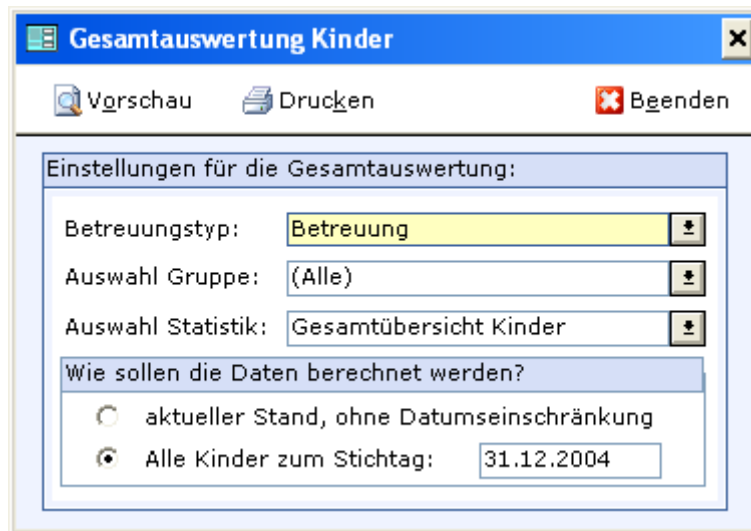 Gesamtauswertung Kinder
Vorschau Drucken Beenden
Einstellungen für die Gesamtauswertung:
Betreuungstyp: Betreuung
Auswahl Gruppe: (Alle)
Auswahl Statistik: Gesamtübersicht Kinder
Wie sollen die Daten berechnet werden?
aktueller Stand, ohne Datumseinschränkung
Alle Kinder zum Stichtag: 31.12.2004